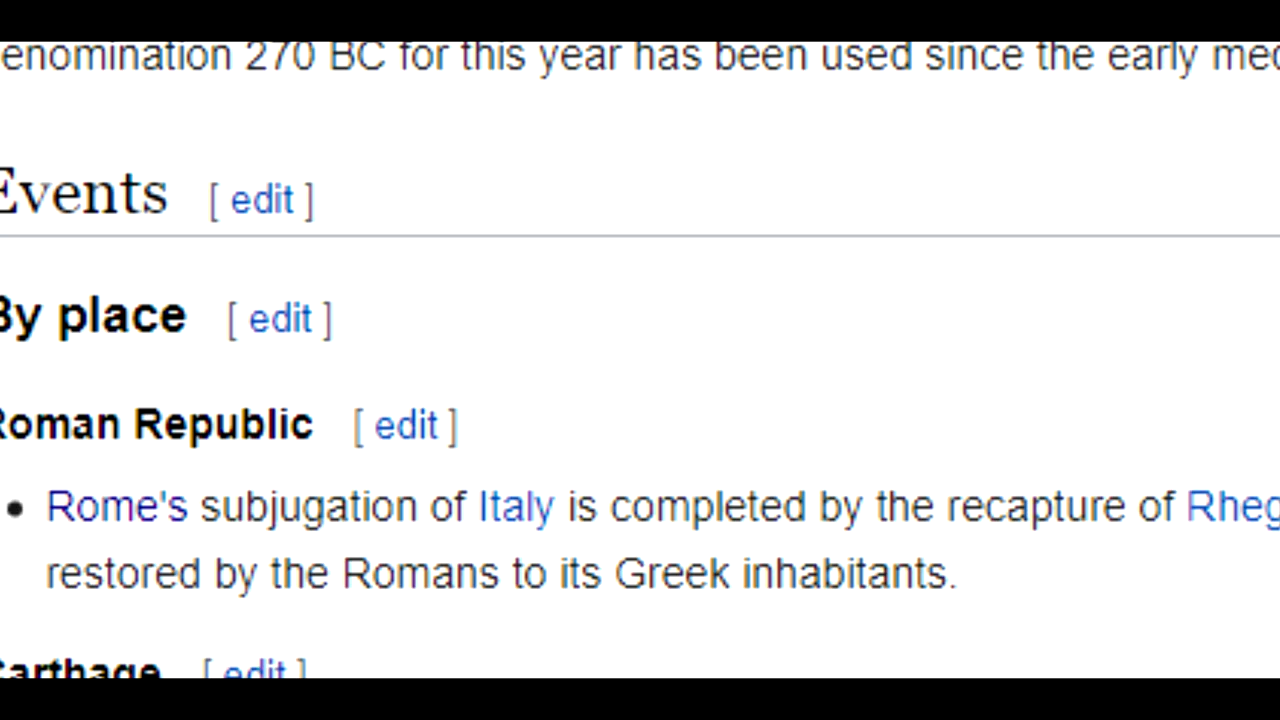 enomination 270 BC for this year has been used since the early med
Events [ edit ]
By place [ edit ]
Roman Republic [ edit ]
• Rome's subjugation of Italy is completed by the recapture of Rheg
restored by the Romans to its Greek inhabitants.
Carthage [ edit ]